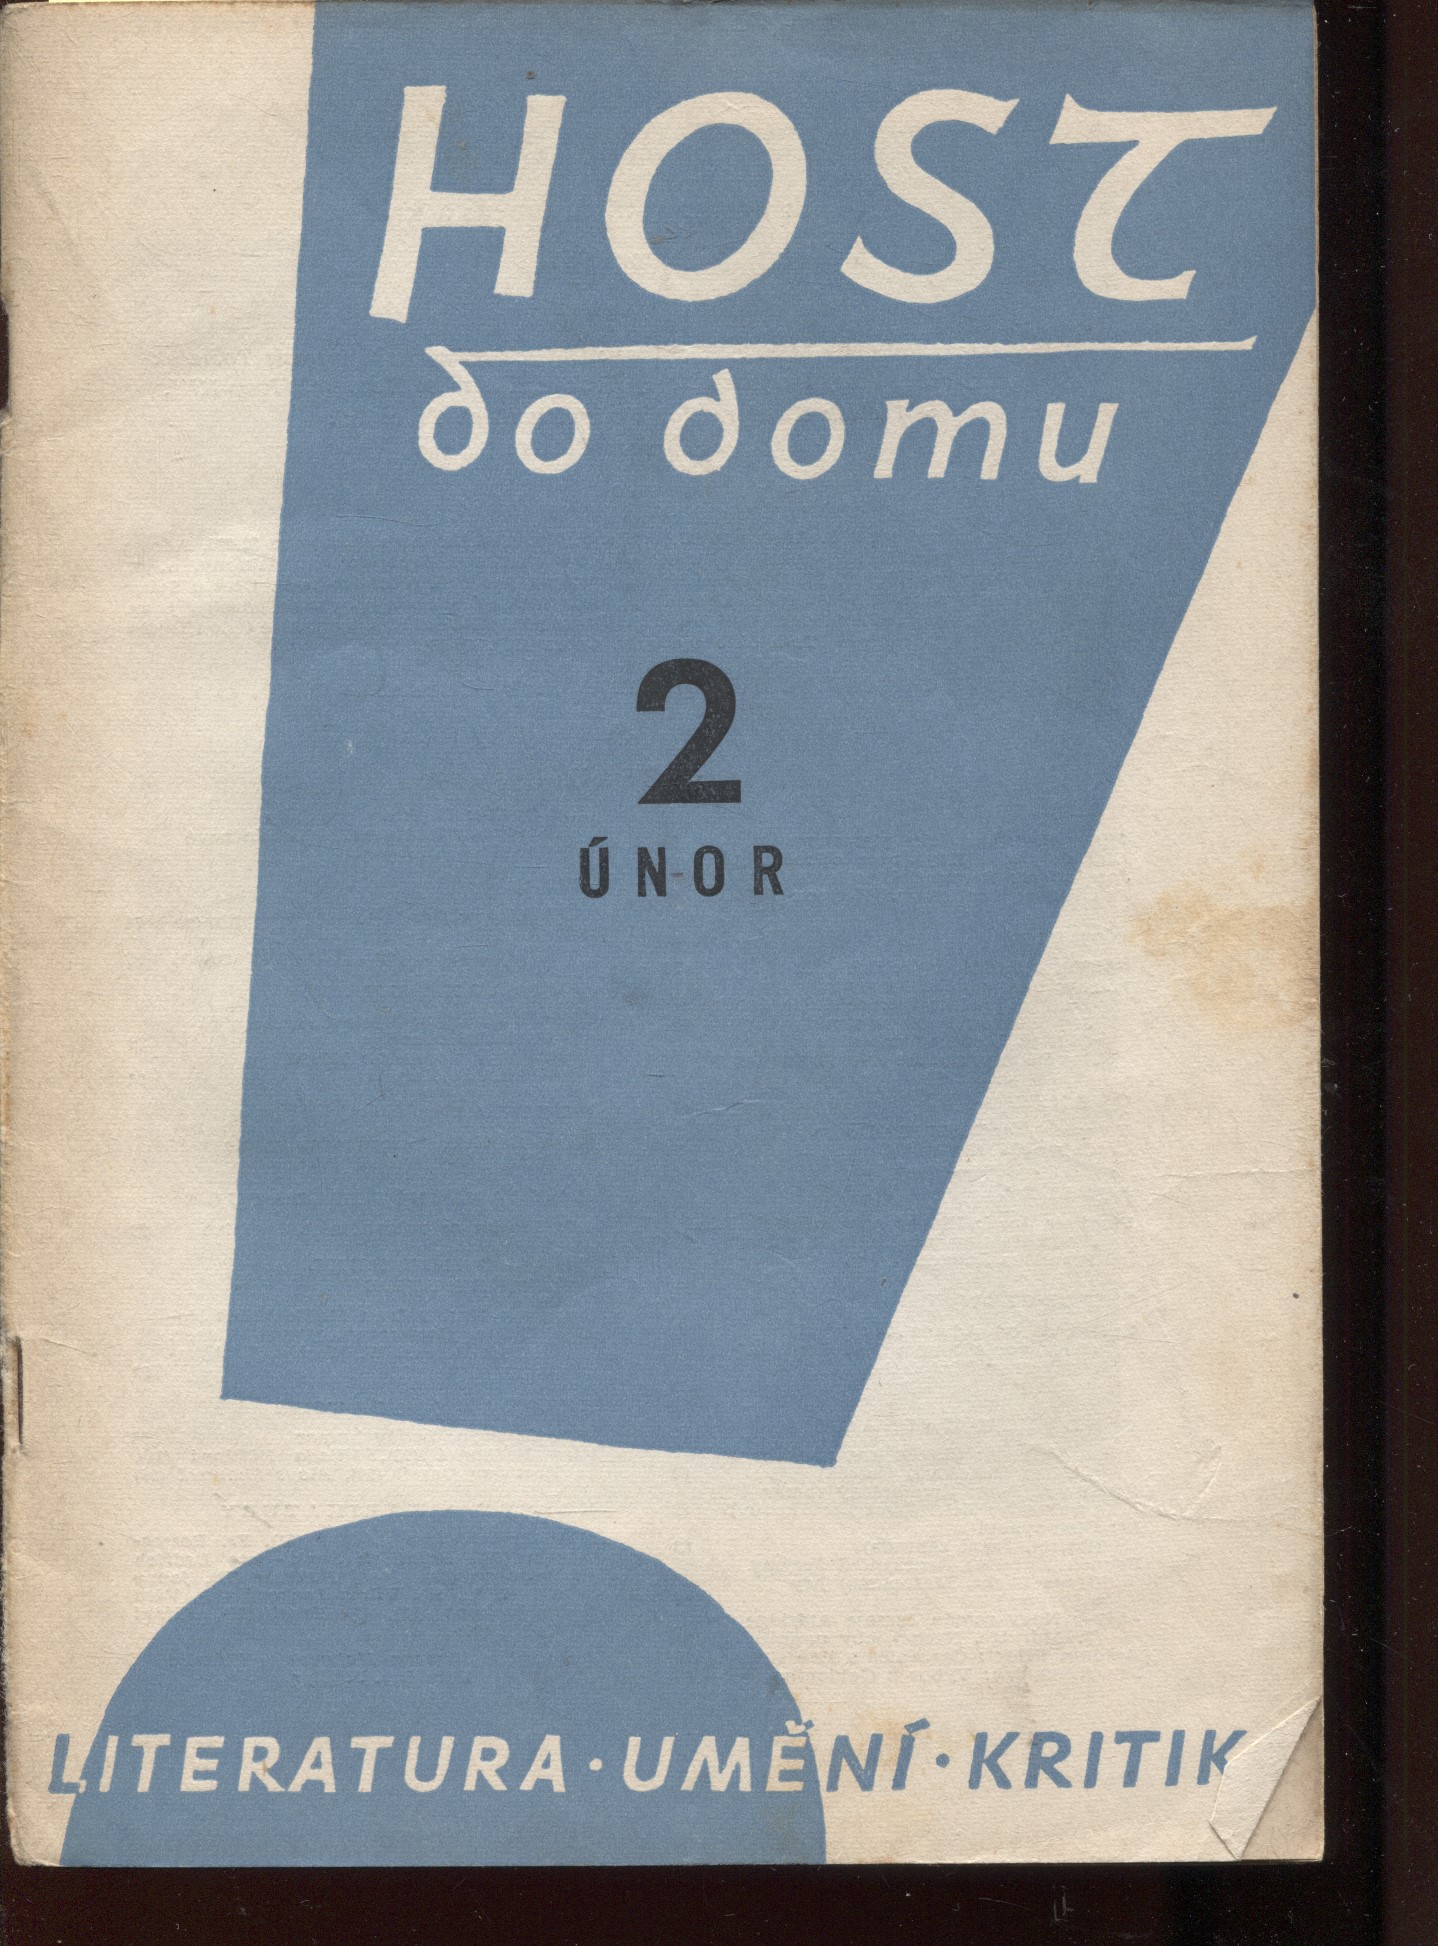 HOST
do domu
2
ÚNOR
LITERATURA · UMĚNÍ · KRITIK